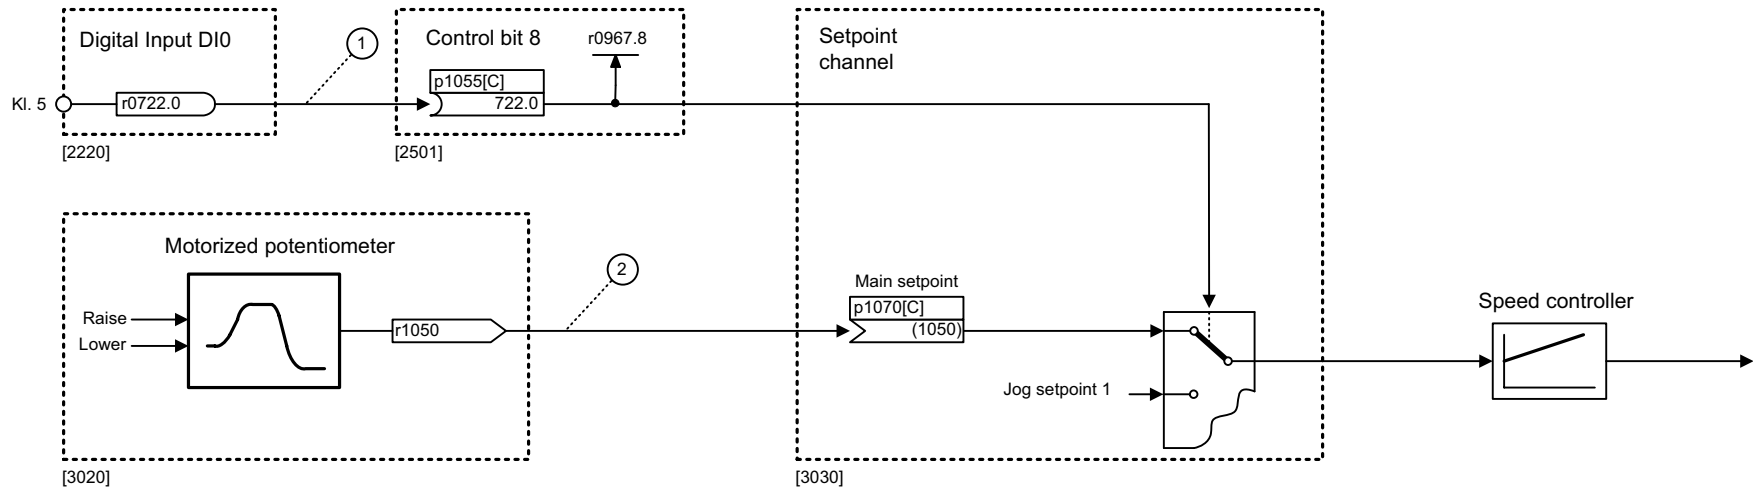 Digital Input DI0
Kl. 5
r0722.0
[2220]
1
Control bit 8
p1055[C]
722.0
r0967.8
[2501]
Setpoint
channel
Motorized potentiometer
Raise
Lower
r1050
[3020]
2
Main setpoint
p1070[C]
(1050)
Jog setpoint 1
[3030]
Speed controller